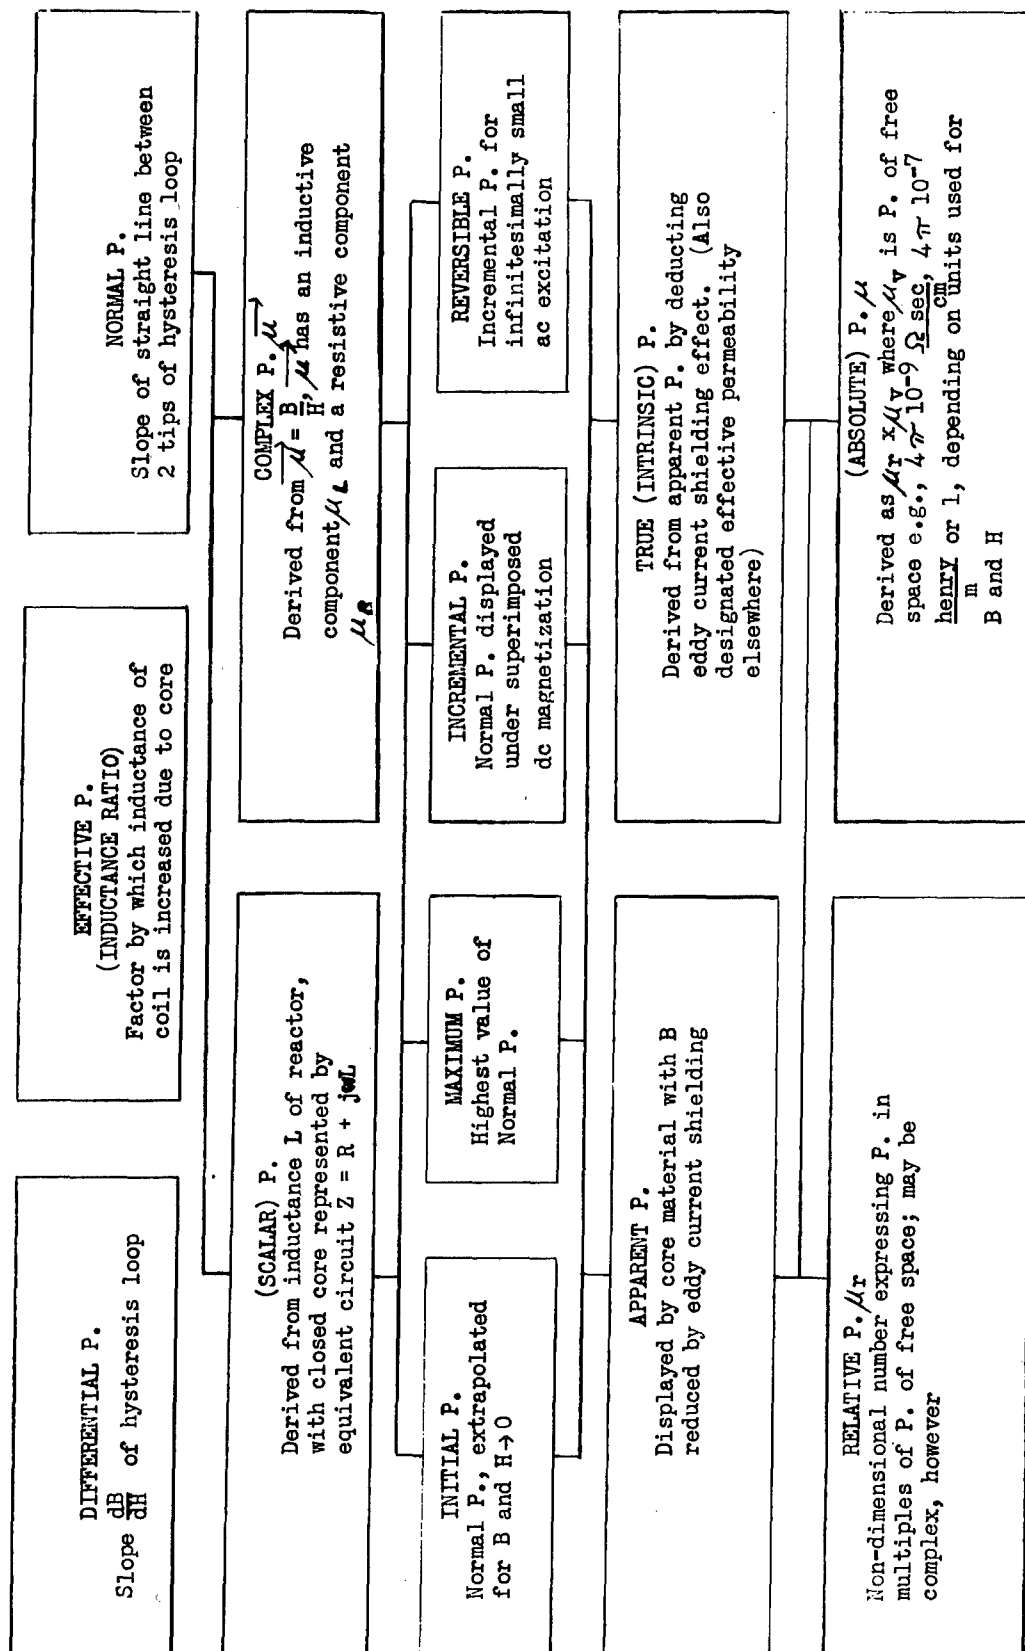 DIFFERENTIAL P.
Slope dB/dH of hysteresis loop
EFFECTIVE P.
(INDUCTANCE RATIO)
Factor by which inductance of
coil is increased due to core
NORMAL P.
Slope of straight line between
2 tips of hysteresis loop
(SCALAR) P.
Derived from inductance L of reactor,
with closed core represented by
equivalent circuit Z = R + jωL
COMPLEX P. μ⃗
Derived from μ⃗ = B⃗/H⃗, μ⃗ has an inductive
component μL and a resistive component
μR
INITIAL P.
Normal P., extrapolated
for B and H→0
MAXIMUM P.
Highest value of
Normal P.
INCREMENTAL P.
Normal P. displayed
under superimposed
dc magnetization
REVERSIBLE P.
Incremental P. for
infinitesimally small
ac excitation
APPARENT P.
Displayed by core material with B
reduced by eddy current shielding
TRUE (INTRINSIC) P.
Derived from apparent P. by deducting
eddy current shielding effect. (Also
designated effective permeability
elsewhere)
RELATIVE P. μr
Non-dimensional number expressing P. in
multiples of P. of free space; may be
complex, however
(ABSOLUTE) P. μ
Derived as μr x μv where μv is P. of free
space e.g., 4π 10-9 Ω sec/cm, 4π 10-7
henry/m or 1, depending on units used for
B and H